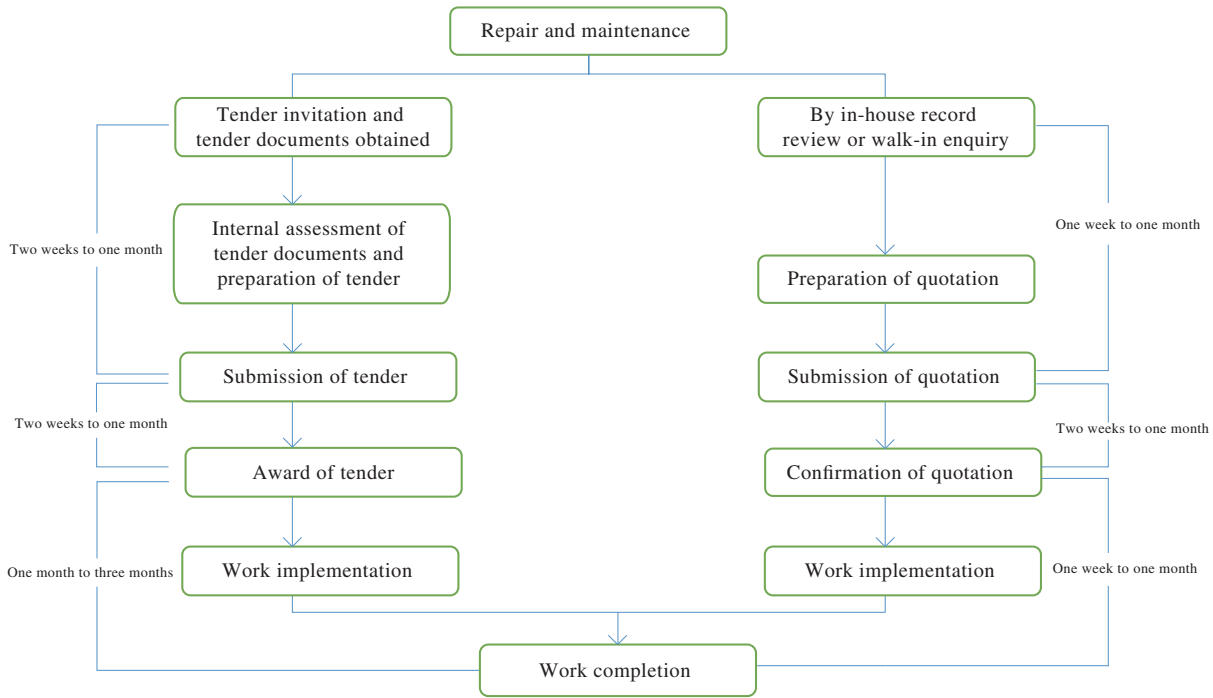 Repair and maintenance
Tender invitation and
tender documents obtained
By in-house record
review or walk-in enquiry
Internal assessment of
tender documents and
preparation of tender
Two weeks to one month
One week to one month
Preparation of quotation
Submission of tender
Submission of quotation
Two weeks to one month
Two weeks to one month
Award of tender
Confirmation of quotation
Work implementation
Work implementation
One month to three months
One week to one month
Work completion